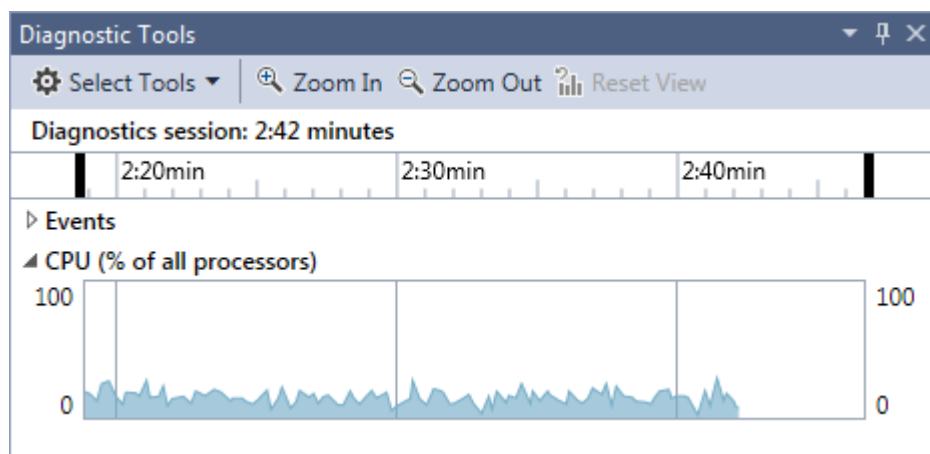 Diagnostic Tools
Select Tools Zoom In Zoom Out Reset View
Diagnostics session: 2:42 minutes
2:20min 2:30min 2:40min
Events
CPU (% of all processors)
100 100
0 0